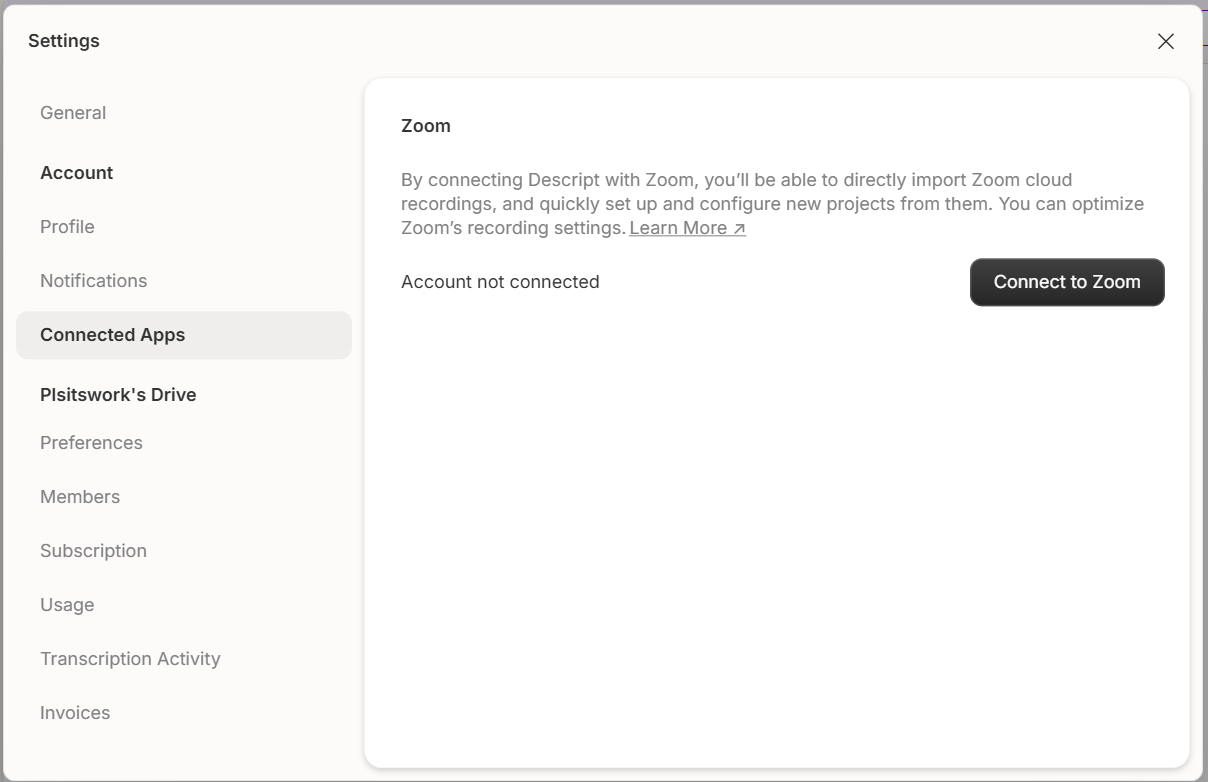 Settings
General
Account
Profile
Notifications
Connected Apps
Plsitswork's Drive
Preferences
Members
Subscription
Usage
Transcription Activity
Invoices
Zoom
By connecting Descript with Zoom, you’ll be able to directly import Zoom cloud
recordings, and quickly set up and configure new projects from them. You can optimize
Zoom’s recording settings. Learn More ↗
Account not connected
Connect to Zoom